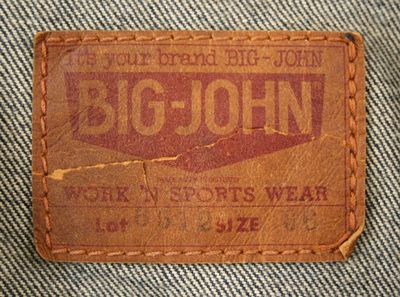 it's your brand BIG-JOHN
BIG-JOHN
WORK 'N SPORTS WEAR
Lot SIZE